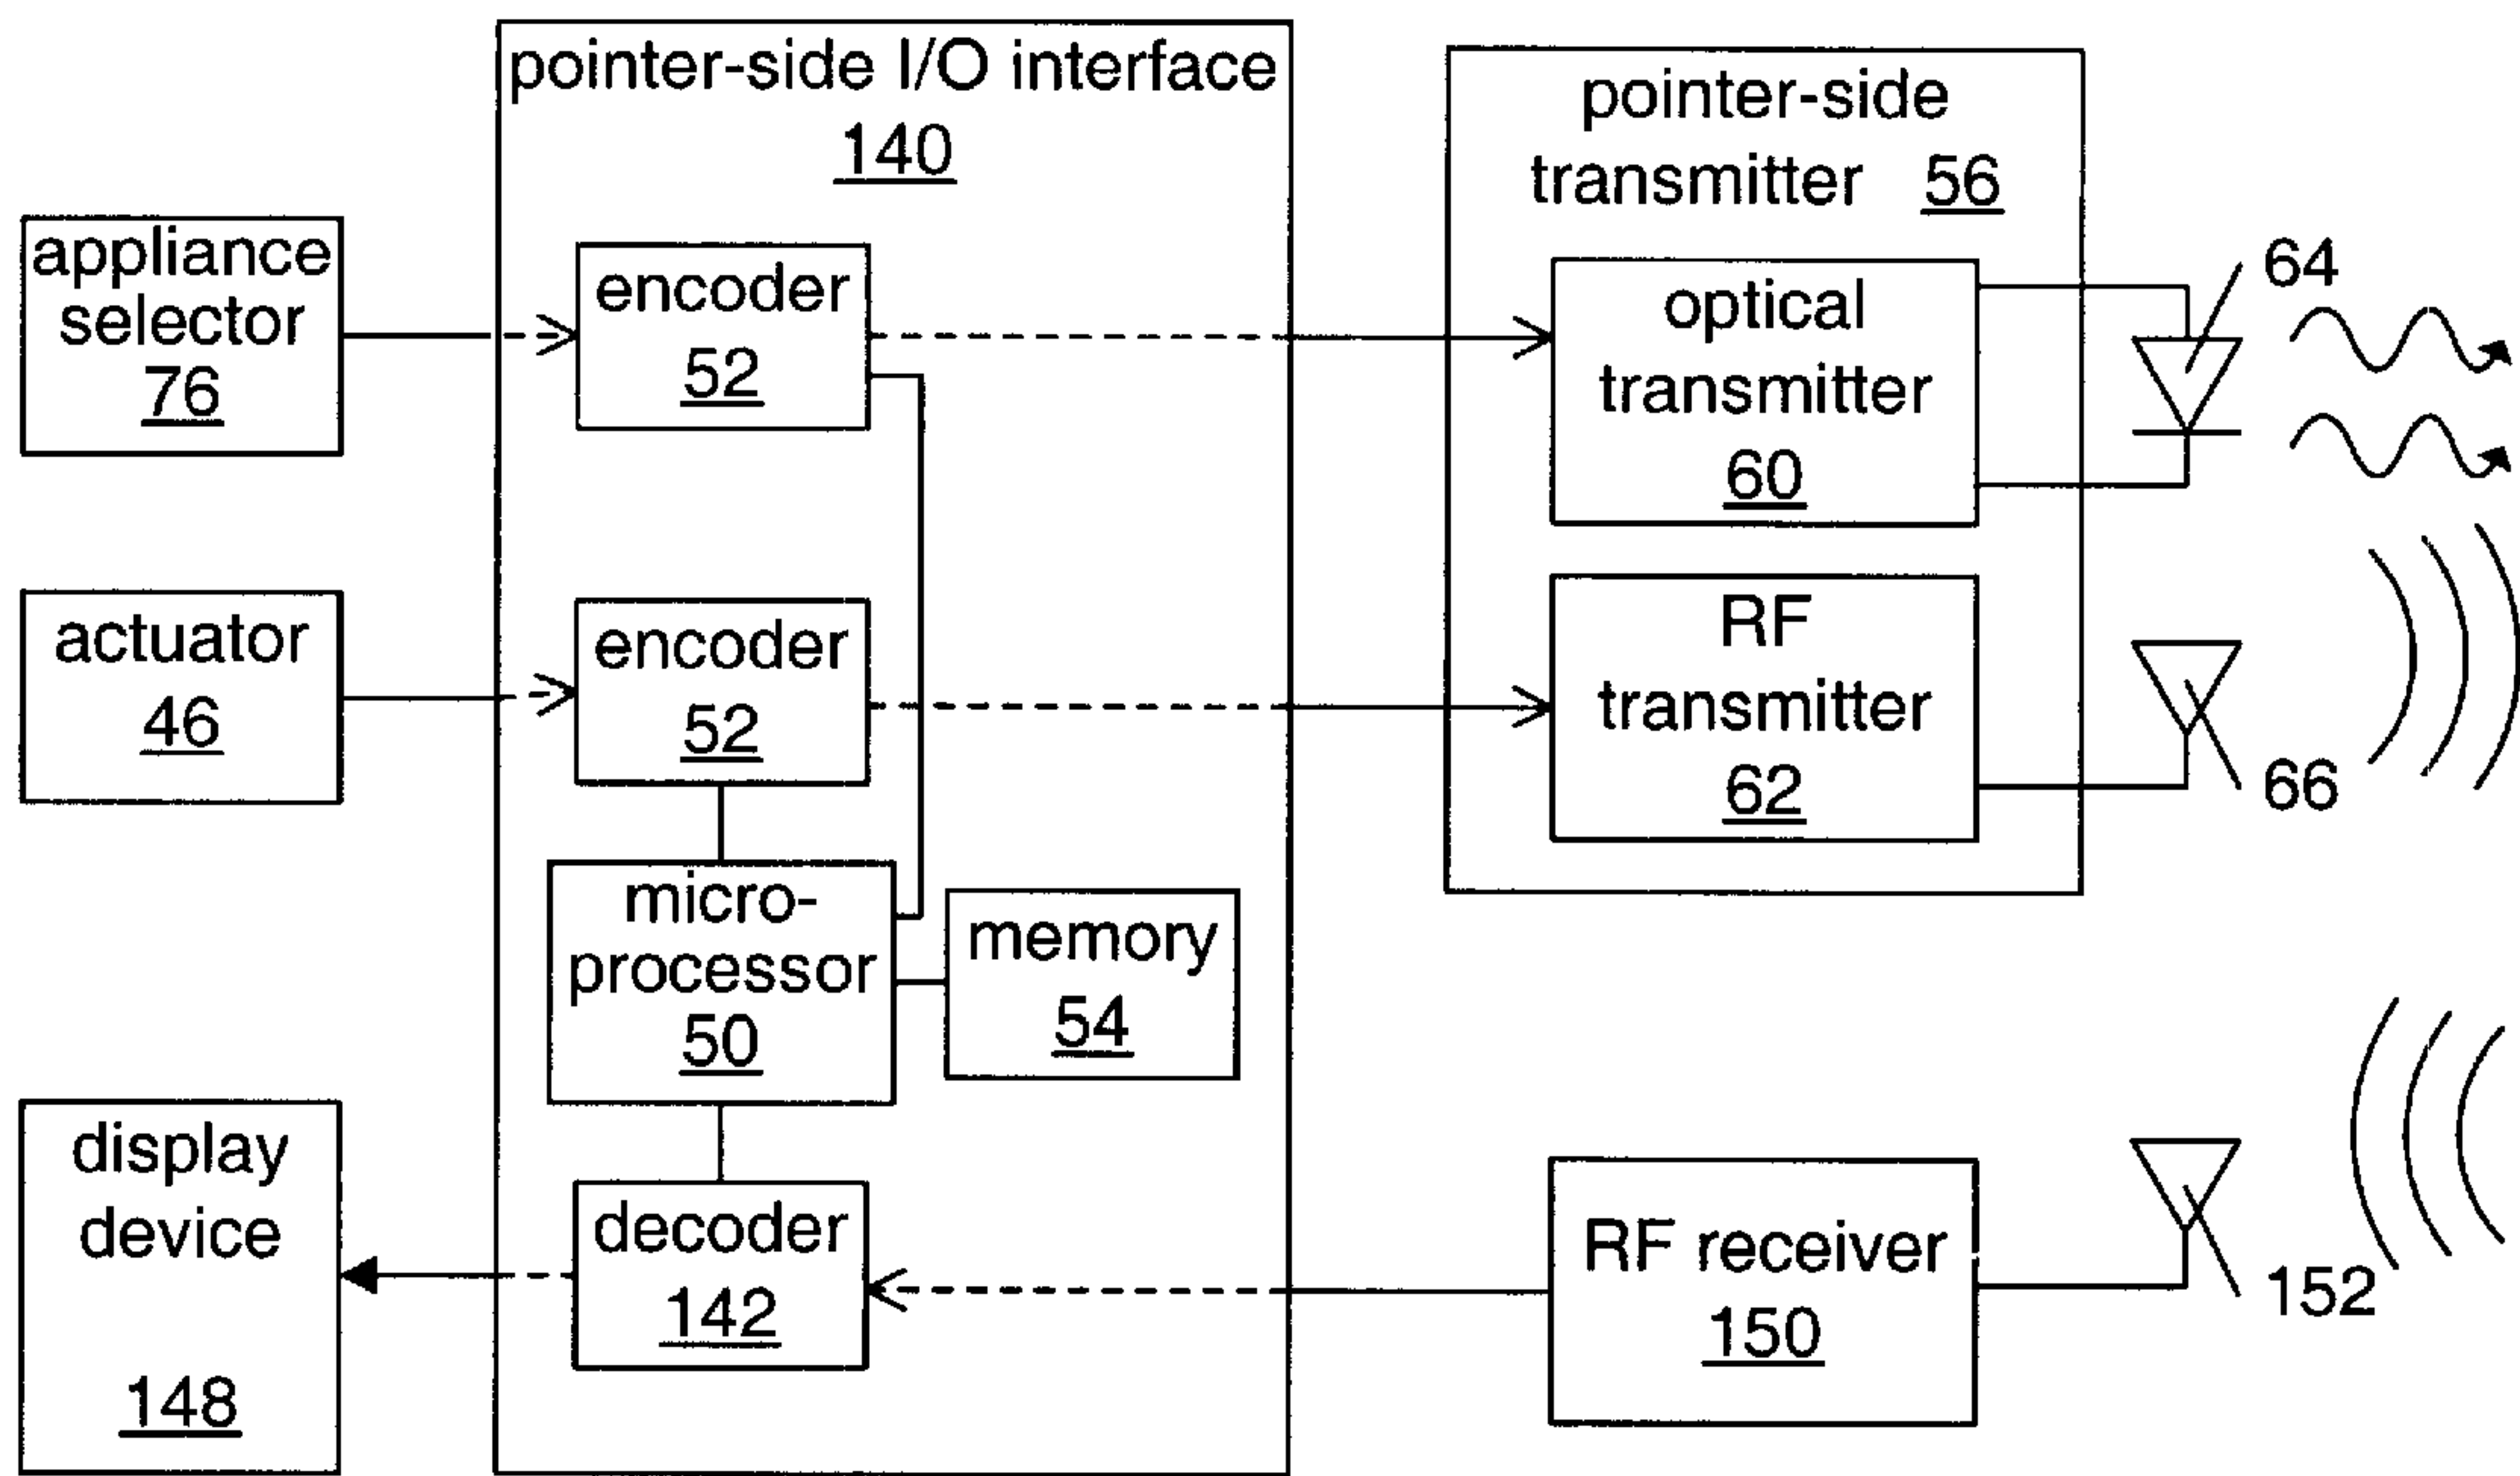 pointer-side I/O interface
140
pointer-side
transmitter 56
appliance
selector
76
encoder
52
optical
transmitter
60
64
actuator
46
encoder
52
RF
transmitter
62
66
micro-
processor
50
memory
54
display
device
148
decoder
142
RF receiver
150
152